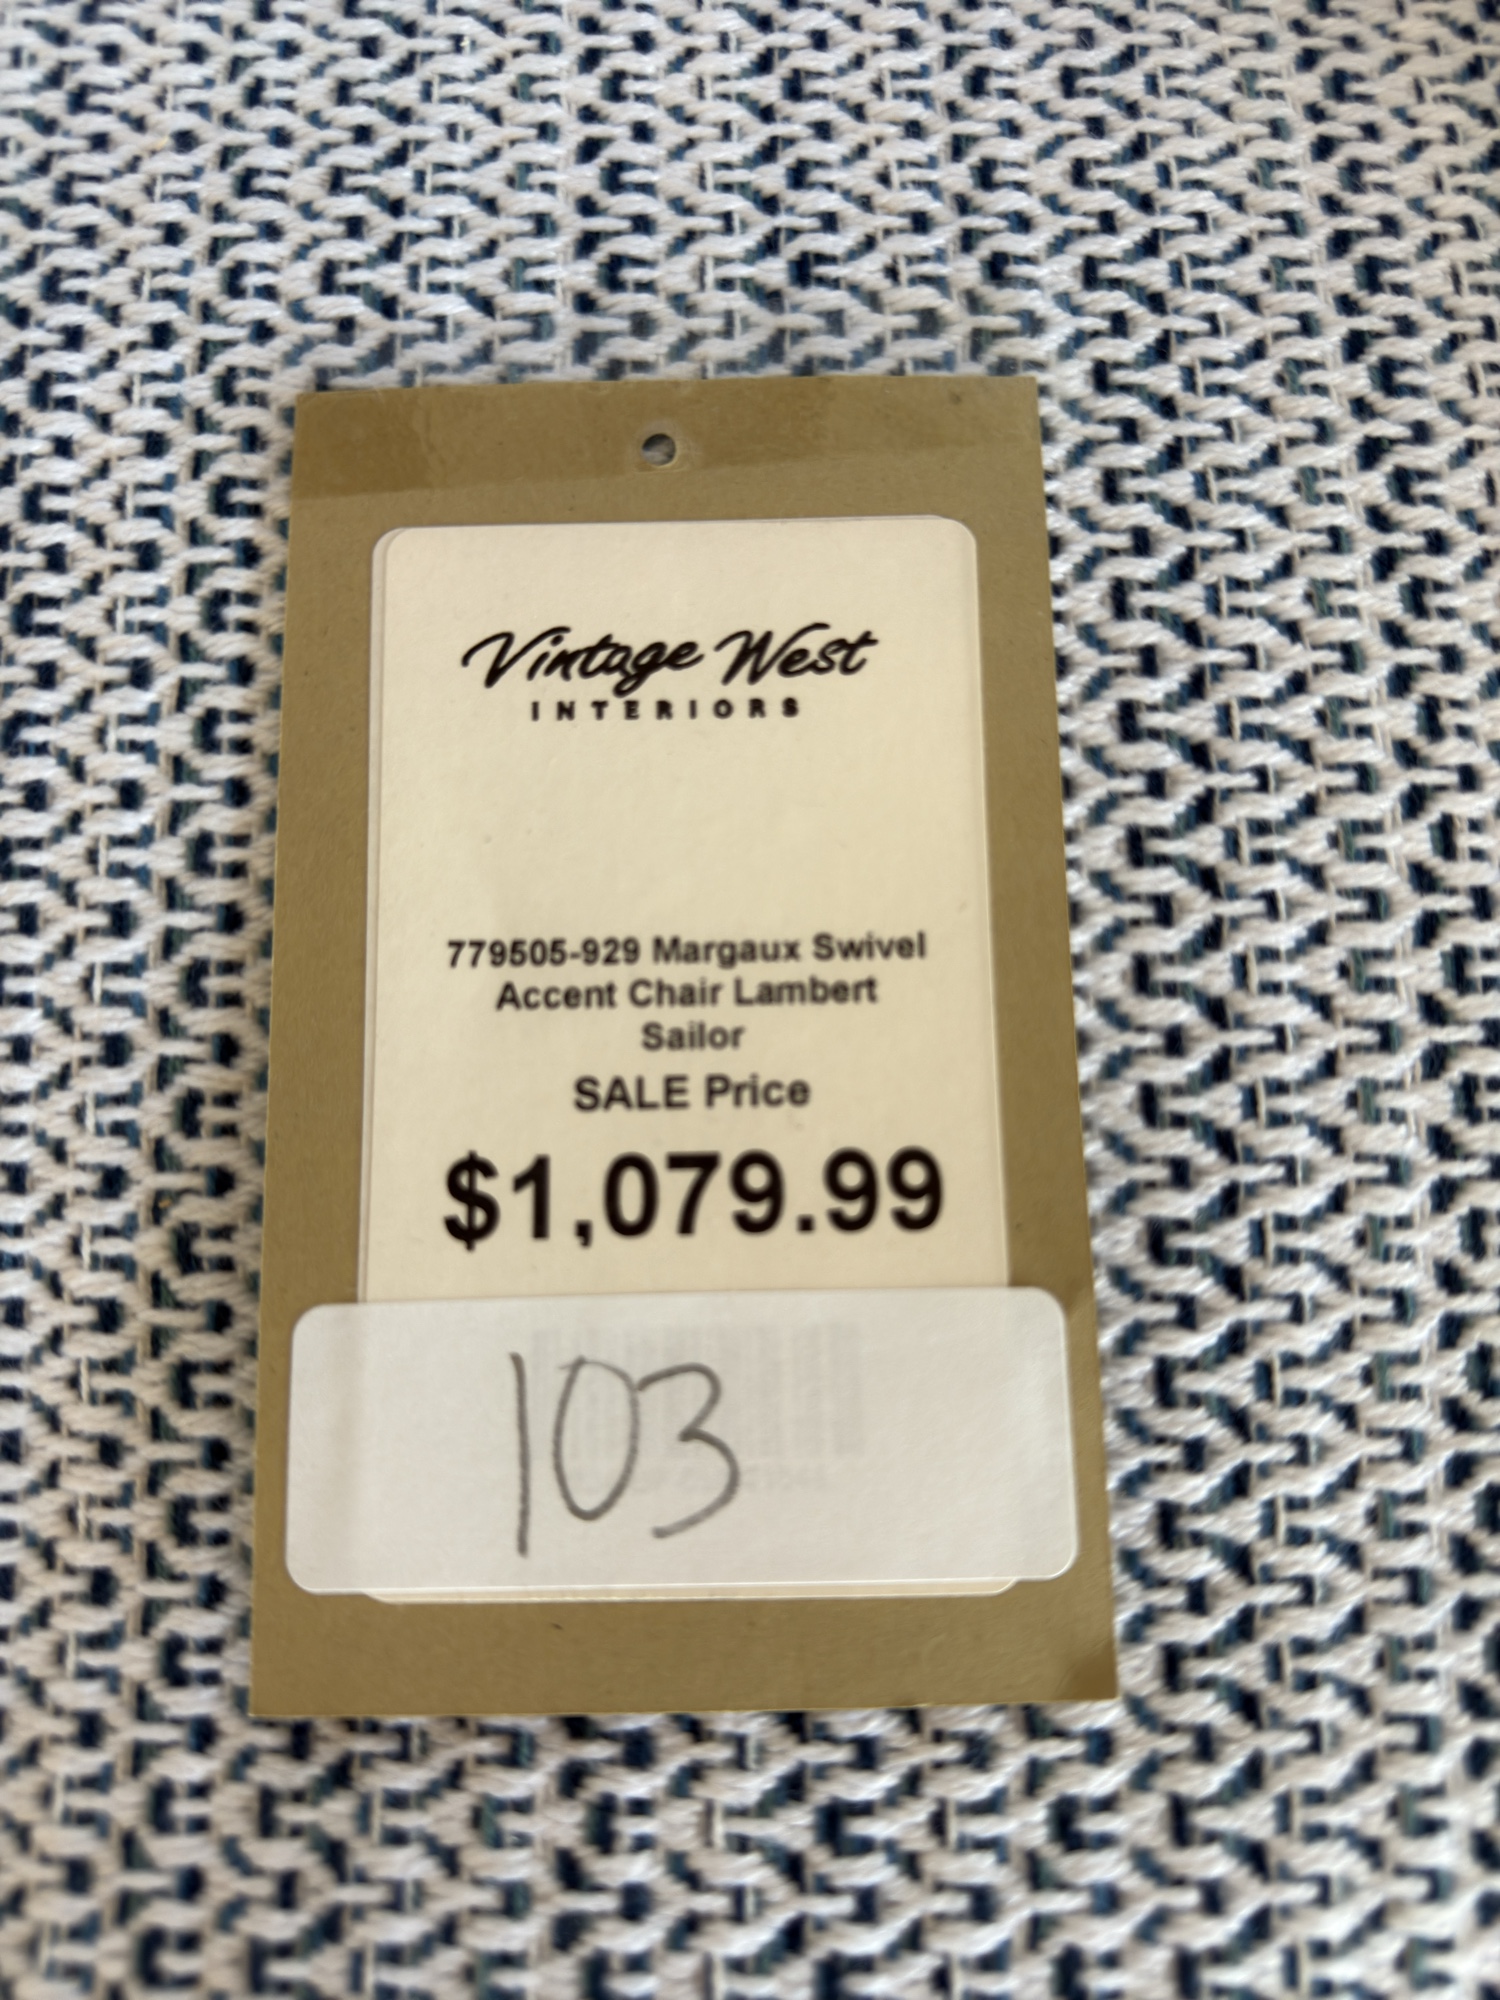 Vintage West
INTERIORS
779505-929 Margaux Swivel
Accent Chair Lambert
Sailor
SALE Price
$1,079.99
103